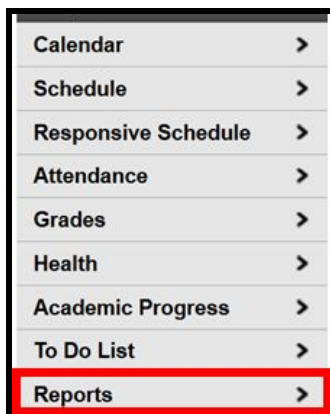 Calendar
Schedule
Responsive Schedule
Attendance
Grades
Health
Academic Progress
To Do List
Reports